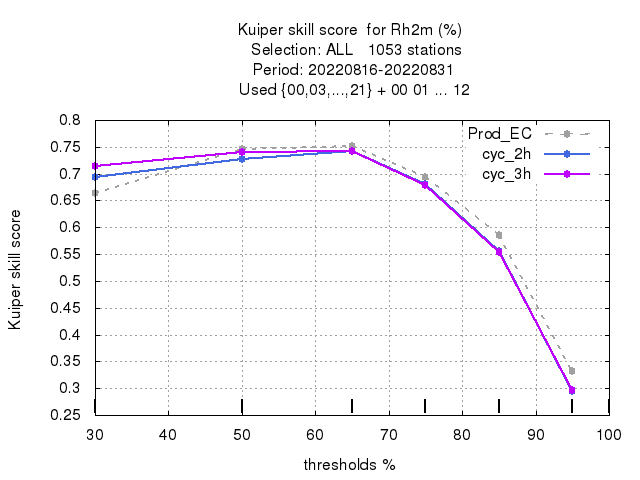 Kuiper skill score for Rh2m (%)
Selection: ALL 1053 stations
Period: 20220816-20220831
Used {00,03,...,21} + 00 01 ... 12
Prod_EC
cyc_2h
cyc_3h
0.8
0.75
0.7
0.65
0.6
0.55
0.5
0.45
0.4
0.35
0.3
0.25
Kuiper skill score
30 40 50 60 70 80 90 100
thresholds %